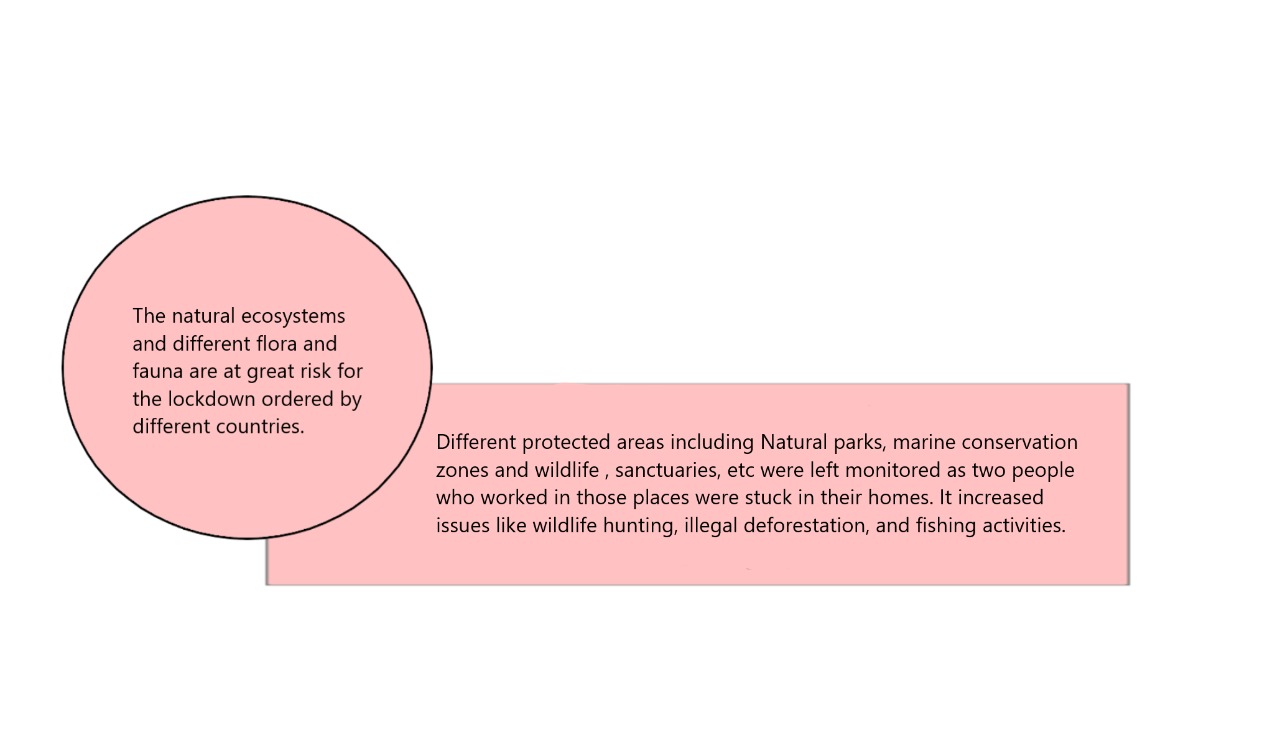 The natural ecosystems
and different flora and
fauna are at great risk for
the lockdown ordered by
different countries.
Different protected areas including Natural parks, marine conservation
zones and wildlife , sanctuaries, etc were left monitored as two people
who worked in those places were stuck in their homes. It increased
issues like wildlife hunting, illegal deforestation, and fishing activities.